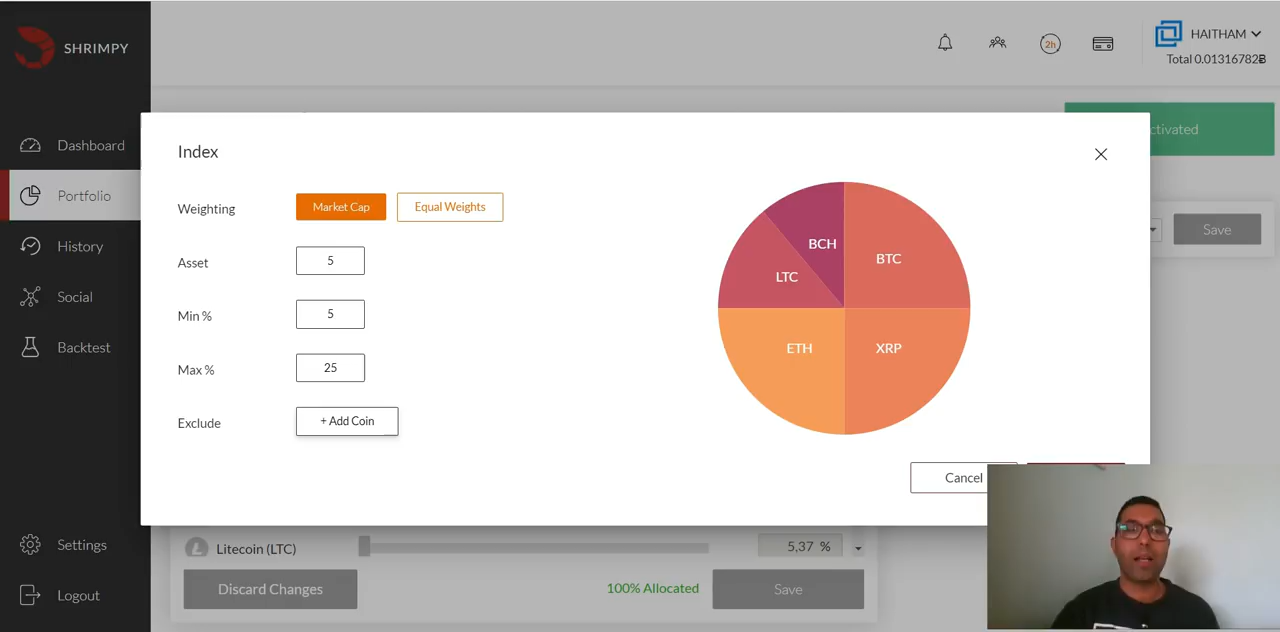 SHRIMPY
2h
HAITHAM
Total 0.01316782Ƀ
Dashboard
Portfolio
History
Social
Backtest
Settings
Logout
ctivated
Save
Index
Weighting
Market Cap
Equal Weights
Asset
5
Min %
5
Max %
25
Exclude
+ Add Coin
BCH
BTC
LTC
ETH
XRP
Cancel
Litecoin (LTC)
5.37 %
Discard Changes
100% Allocated
Save